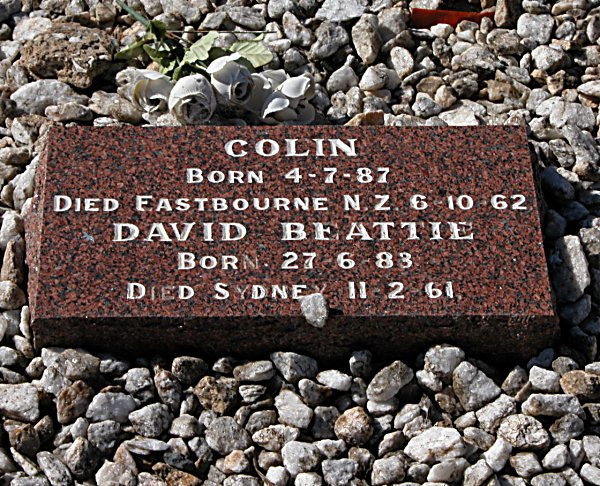 COLIN
BORN 4-7-87
DIED EASTBOURNE N.Z. 6-10-62
DAVID BEATTIE
BORN 27-6-83
DIED SYDNEY 11-2-61